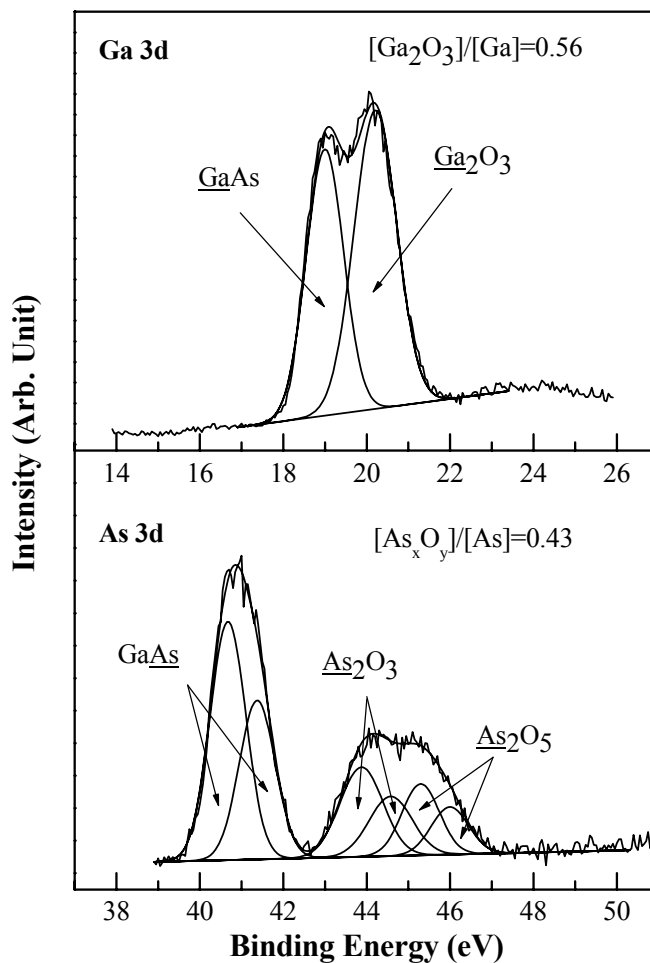 Ga 3d
[Ga₂O₃]/[Ga]=0.56
GaAs
Ga₂O₃
14 16 18 20 22 24 26
As 3d
[AsₓOᵧ]/[As]=0.43
GaAs
As₂O₃
As₂O₅
38 40 42 44 46 48 50
Binding Energy (eV)
Intensity (Arb. Unit)